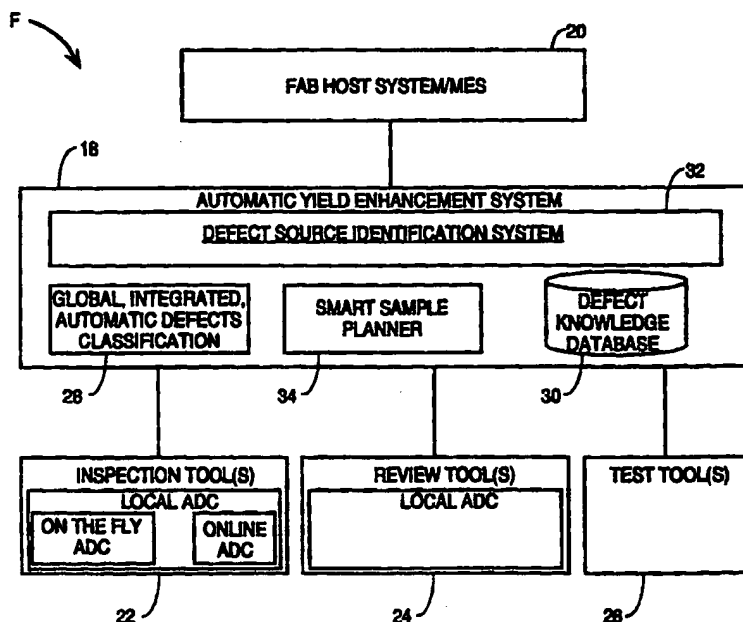 F
20
FAB HOST SYSTEM/MES
18
32
AUTOMATIC YIELD ENHANCEMENT SYSTEM
DEFECT SOURCE IDENTIFICATION SYSTEM
GLOBAL, INTEGRATED,
AUTOMATIC DEFECTS
CLASSIFICATION
SMART SAMPLE
PLANNER
DEFECT
KNOWLEDGE
DATABASE
28
34
30
INSPECTION TOOL(S)
LOCAL ADC
ON THE FLY
ADC
ONLINE
ADC
REVIEW TOOL(S)
LOCAL ADC
TEST TOOL(S)
22
24
26